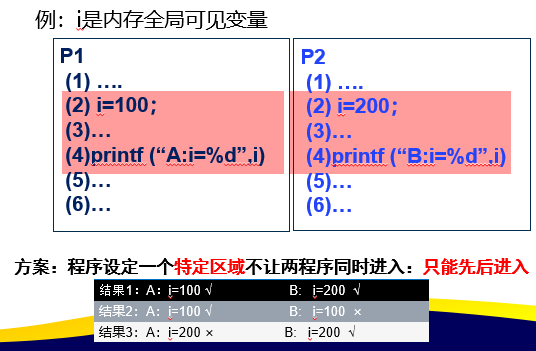 例：i是内存全局可见变量
P1
(1) ….
(2) i=100；
(3)…
(4)printf (“A:i=%d”,i)
(5)…
(6)…
P2
(1) ….
(2) i=200；
(3)…
(4)printf (“B:i=%d”,i)
(5)…
(6)…
方案：程序设定一个特定区域不让两程序同时进入：只能先后进入
结果1：A：i=100 √ B: i=200 √
结果2：A：i=100 √ B: i=100 ×
结果3：A：i=200 × B: i=200 √